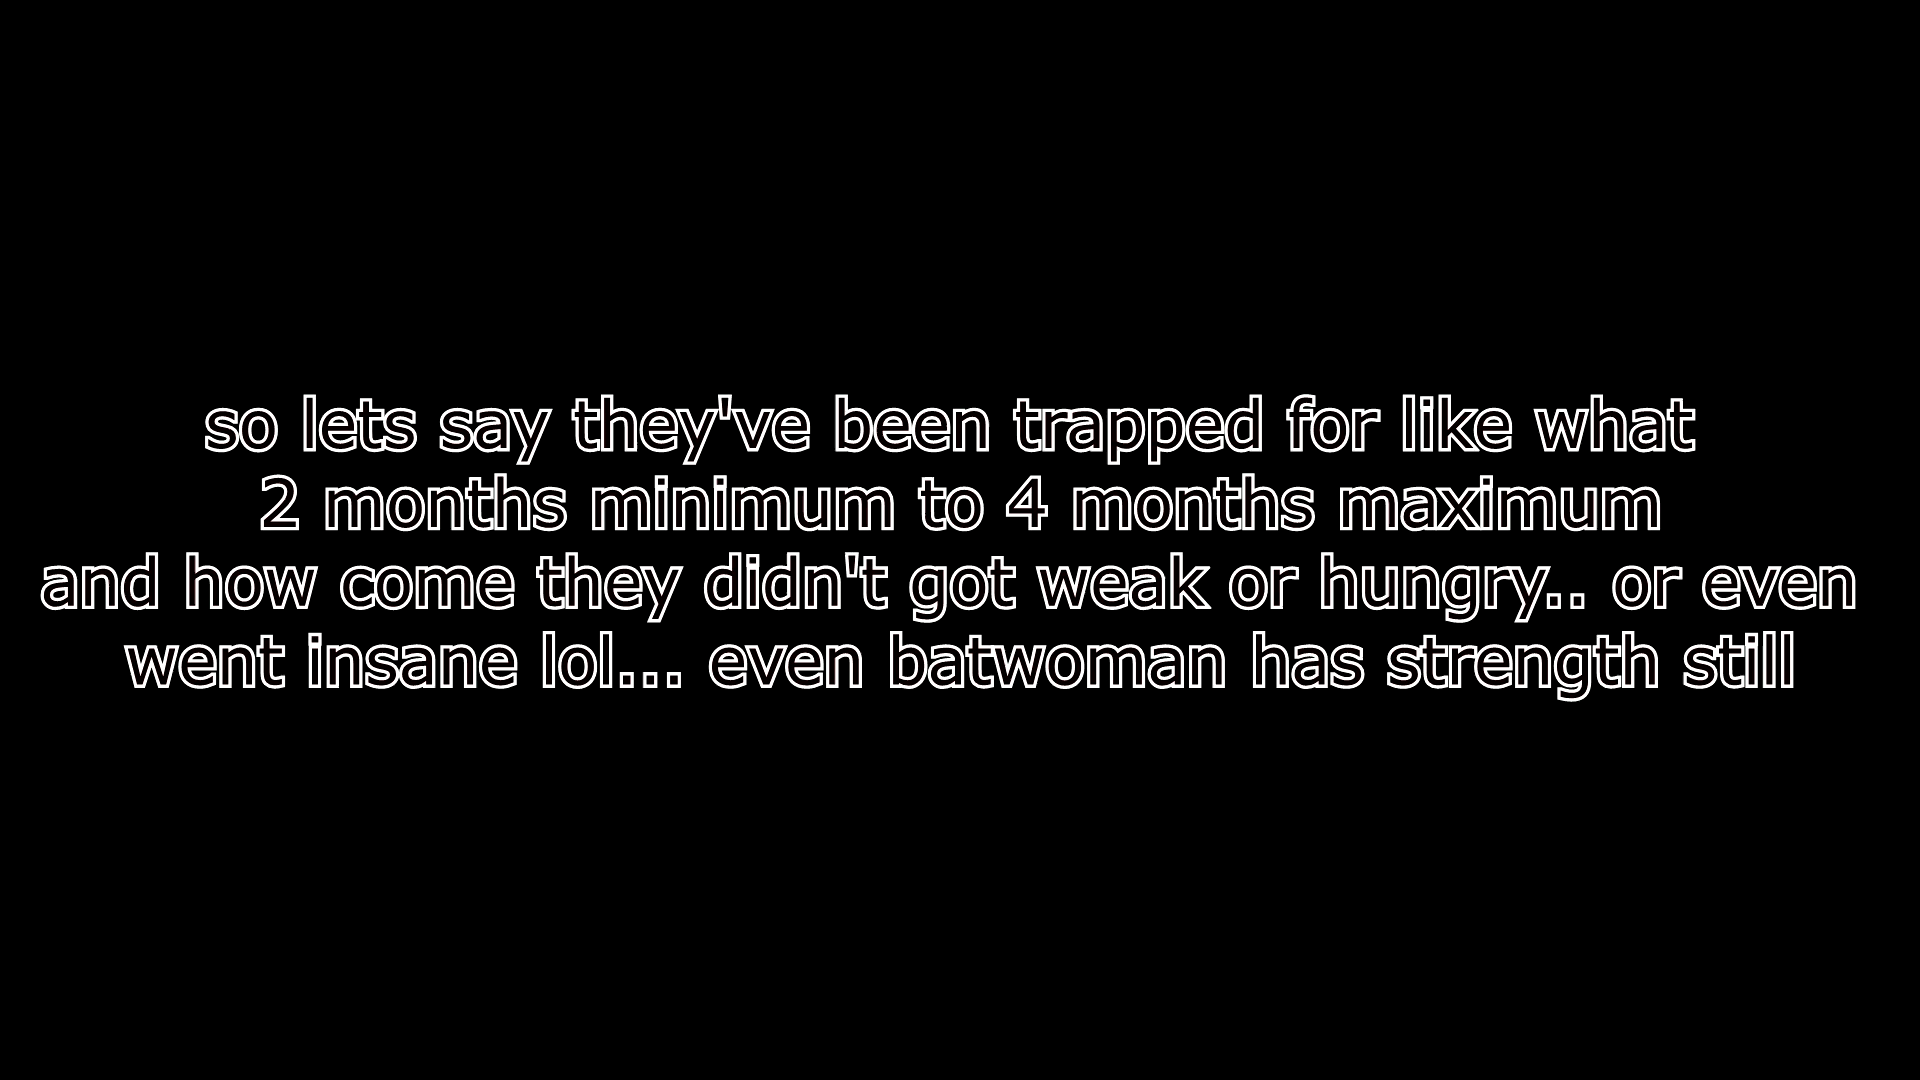 so lets say they've been trapped for like what
2 months minimum to 4 months maximum
and how come they didn't got weak or hungry.. or even
went insane lol... even batwoman has strength still